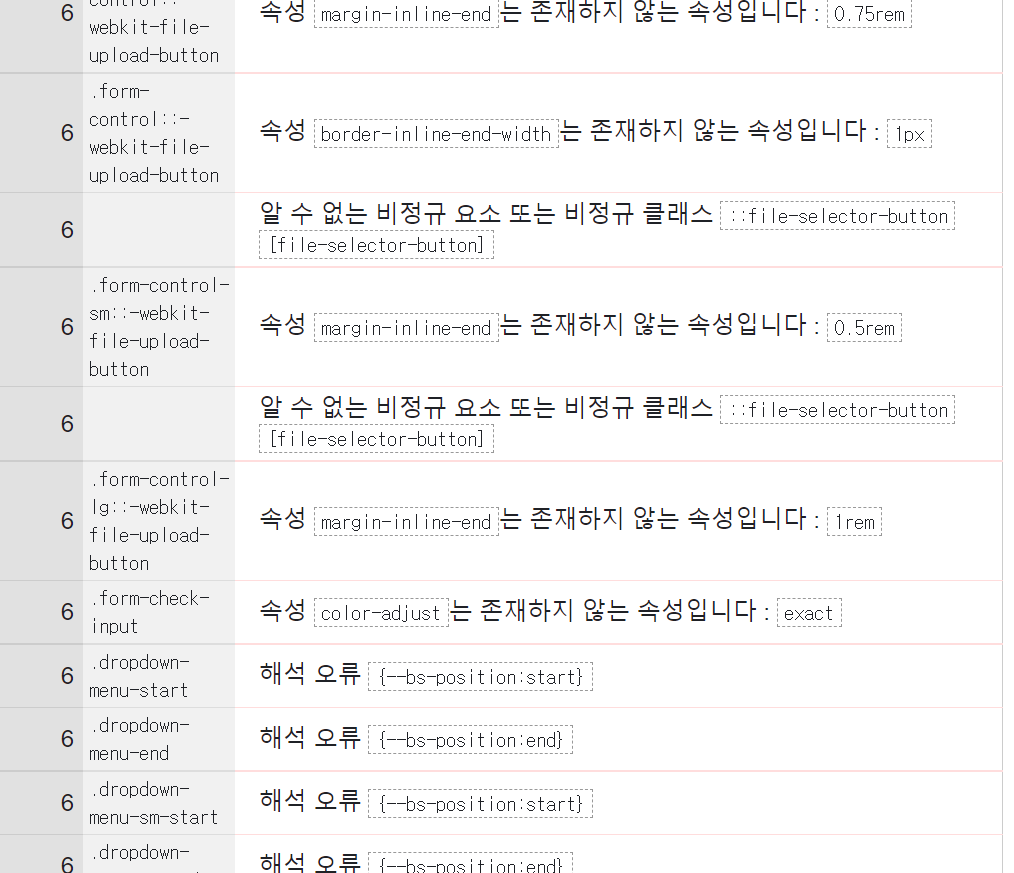 control::-
6 webkit-file- 속성 margin-inline-end는 존재하지 않는 속성입니다 : 0.75rem
upload-button
.form-
control::-
6 webkit-file- 속성 border-inline-end-width는 존재하지 않는 속성입니다 : 1px
upload-button
6 알 수 없는 비정규 요소 또는 비정규 클래스 ::file-selector-button
[file-selector-button]
.form-control-
sm::-webkit-
6 file-upload- 속성 margin-inline-end는 존재하지 않는 속성입니다 : 0.5rem
button
6 알 수 없는 비정규 요소 또는 비정규 클래스 ::file-selector-button
[file-selector-button]
.form-control-
lg::-webkit-
6 file-upload- 속성 margin-inline-end는 존재하지 않는 속성입니다 : 1rem
button
.form-check-
6 input 속성 color-adjust는 존재하지 않는 속성입니다 : exact
.dropdown-
6 menu-start 해석 오류 {--bs-position:start}
.dropdown-
6 menu-end 해석 오류 {--bs-position:end}
.dropdown-
6 menu-sm-start 해석 오류 {--bs-position:start}
.dropdown-
6 해석 오류 {--bs-position:end}